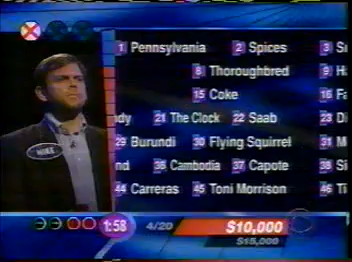 1 Pennsylvania 2 Spices 3
8 Thoroughbred 9
15 Coke 16
21 The Clock 22 Saab 23
29 Burundi 30 Flying Squirrel 31
36 Cambodia 37 Capote 38
44 Carreras 45 Toni Morrison 46
MIKE
1:58 4/20 $10,000
$15,000